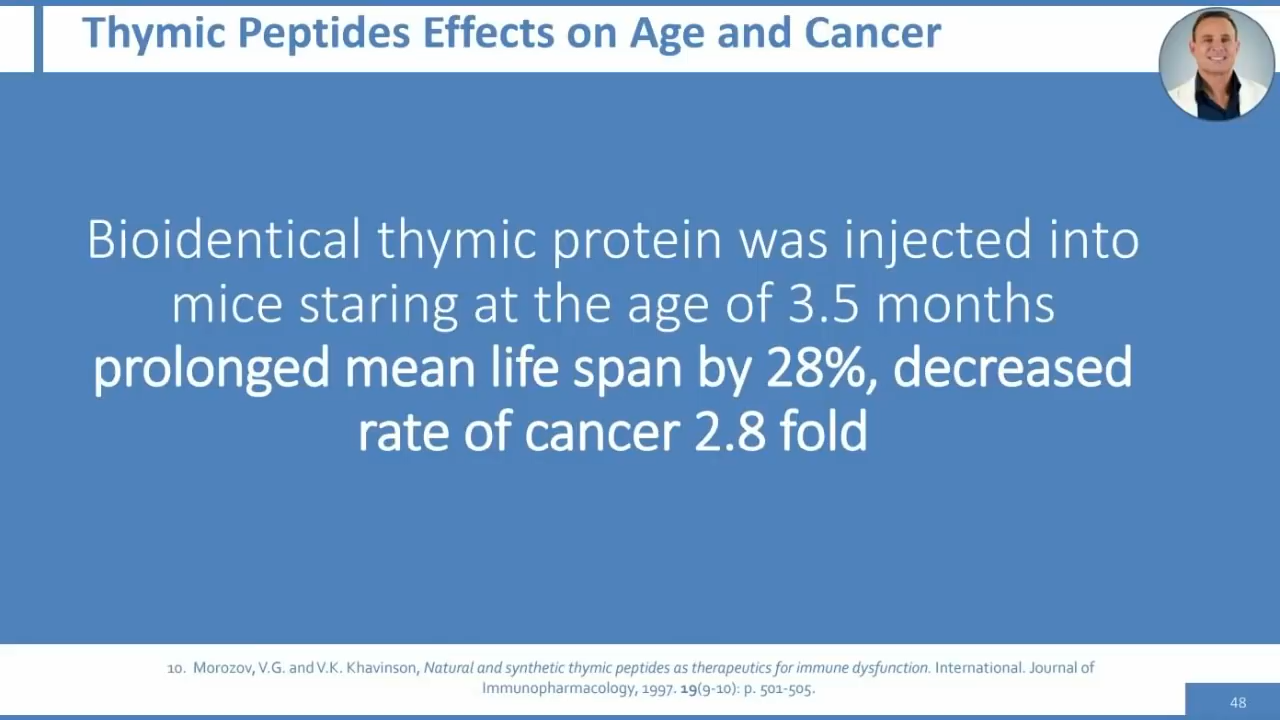 Thymic Peptides Effects on Age and Cancer
Bioidentical thymic protein was injected into
mice staring at the age of 3.5 months
prolonged mean life span by 28%, decreased
rate of cancer 2.8 fold
10. Morozov, V.G. and V.K. Khavinson, Natural and synthetic thymic peptides as therapeutics for immune dysfunction. International. Journal of
Immunopharmacology, 1997. 19(9-10): p. 501-505.
48